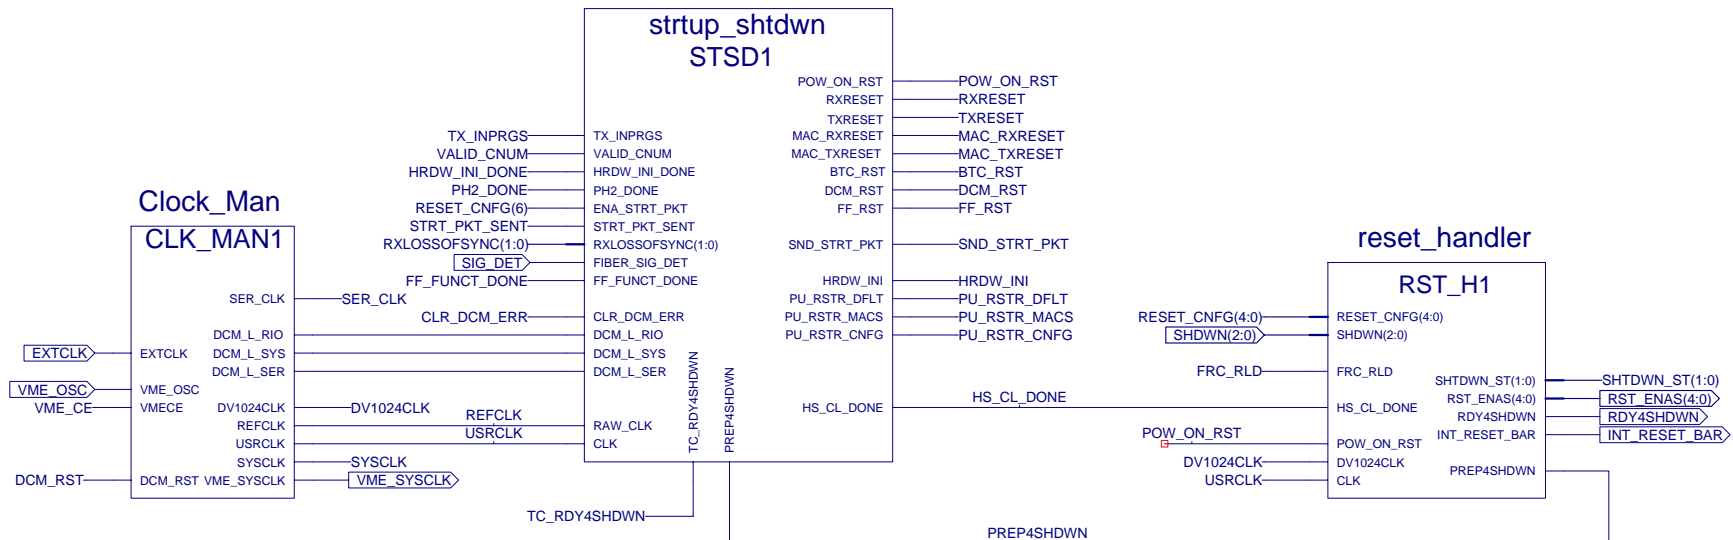 Clock_Man
CLK_MAN1
EXTCLK
VME_OSC
VME_CE
DCM_RST
EXTCLK
VME_OSC
VMECE
DCM_RST
SER_CLK
DCM_L_RIO
DCM_L_SYS
DCM_L_SER
DV1024CLK
REFCLK
USRCLK
SYSCLK
VME_SYSCLK
SER_CLK
DV1024CLK
REFCLK
USRCLK
SYSCLK
VME_SYSCLK
strtup_shtdwn
STSD1
TX_INPRGS
VALID_CNUM
HRDW_INI_DONE
PH2_DONE
RESET_CNFG(6)
STRT_PKT_SENT
RXLOSSOFSYNC(1:0)
SIG_DET
FF_FUNCT_DONE
CLR_DCM_ERR
TX_INPRGS
VALID_CNUM
HRDW_INI_DONE
PH2_DONE
ENA_STRT_PKT
STRT_PKT_SENT
RXLOSSOFSYNC(1:0)
FIBER_SIG_DET
FF_FUNCT_DONE
CLR_DCM_ERR
DCM_L_RIO
DCM_L_SYS
DCM_L_SER
RAW_CLK
CLK
TC_RDY4SHDWN
PREP4SHDWN
TC_RDY4SHDWN
POW_ON_RST
RXRESET
TXRESET
MAC_RXRESET
MAC_TXRESET
BTC_RST
DCM_RST
FF_RST
SND_STRT_PKT
HRDW_INI
PU_RSTR_DFLT
PU_RSTR_MACS
PU_RSTR_CNFG
HS_CL_DONE
POW_ON_RST
RXRESET
TXRESET
MAC_RXRESET
MAC_TXRESET
BTC_RST
DCM_RST
FF_RST
SND_STRT_PKT
HRDW_INI
PU_RSTR_DFLT
PU_RSTR_MACS
PU_RSTR_CNFG
HS_CL_DONE
PREP4SHDWN
reset_handler
RST_H1
RESET_CNFG(4:0)
SHDWN(2:0)
FRC_RLD
POW_ON_RST
DV1024CLK
USRCLK
RESET_CNFG(4:0)
SHDWN(2:0)
FRC_RLD
HS_CL_DONE
POW_ON_RST
DV1024CLK
CLK
SHTDWN_ST(1:0)
RST_ENAS(4:0)
RDY4SHDWN
INT_RESET_BAR
PREP4SHDWN
SHTDWN_ST(1:0)
RST_ENAS(4:0)
RDY4SHDWN
INT_RESET_BAR